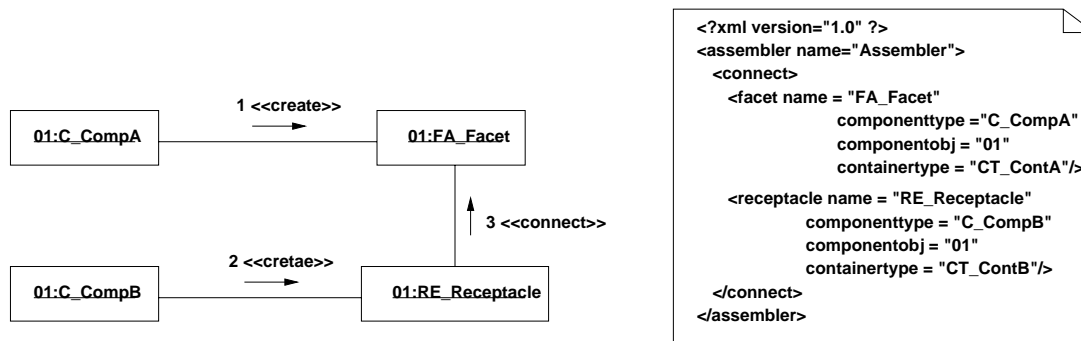 1 <<create>>
01:C_CompA
01:FA_Facet
3 <<connect>>
2 <<cretae>>
01:C_CompB
01:RE_Receptacle
<?xml version="1.0" ?>
<assembler name="Assembler">
<connect>
<facet name = "FA_Facet"
componenttype ="C_CompA"
componentobj = "01"
containertype = "CT_ContA"/>
<receptacle name = "RE_Receptacle"
componenttype = "C_CompB"
componentobj = "01"
containertype = "CT_ContB"/>
</connect>
</assembler>